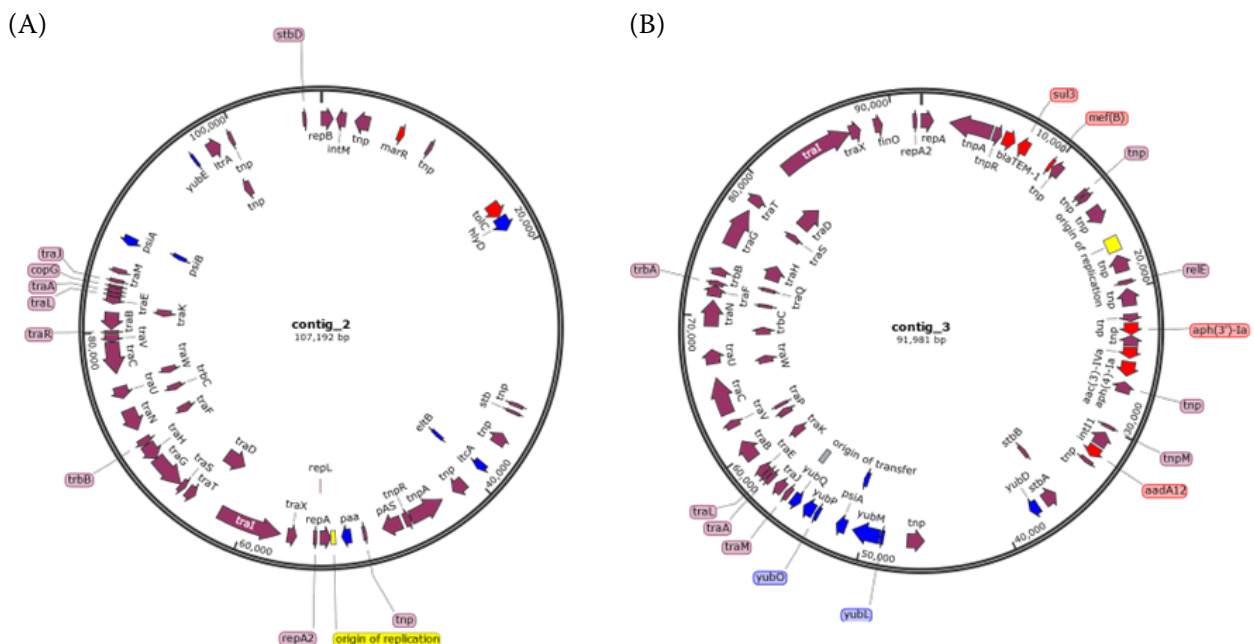 (A)
(B)
stbD
repB
intM
tnp
marR
tnp
tolC
hlyD
20,000
tnp
stb
tnp
eltB
ltcA
40,000
tnp
tnpA
tnpR
pAS
tnp
paa
origin of replication
repL
repA
repA2
traX
traI
60,000
traD
traT
traS
traG
traH
trbB
traN
traF
traU
trbC
traW
traC
80,000
traV
traR
traB
traK
traE
traL
traA
copG
traM
traJ
psiB
psiA
yubE
ltrA
tnp
tnp
100,000
contig_2
107,192 bp
repA
tnpA
tnpR
blaTEM-1
sul3
10,000
mef(B)
tnp
tnp
tnp
tnp
origin of replication
tnp
20,000
relE
tnp
tnp
aph(3')-Ia
tnp
aac(3)-IVa
aph(4)-Ia
tnp
30,000
tnpM
intI1
aadA12
tnp
stbB
stbA
yubD
40,000
tnp
50,000
yubL
yubM
psiA
origin of transfer
yubO
yubP
yubQ
traM
traJ
traA
traL
traE
60,000
traB
traK
traP
traV
traC
traW
traU
trbC
70,000
traN
traF
trbA
trbB
traQ
traH
traG
traS
traD
traT
80,000
traI
traX
finO
90,000
repA2
contig_3
91,981 bp